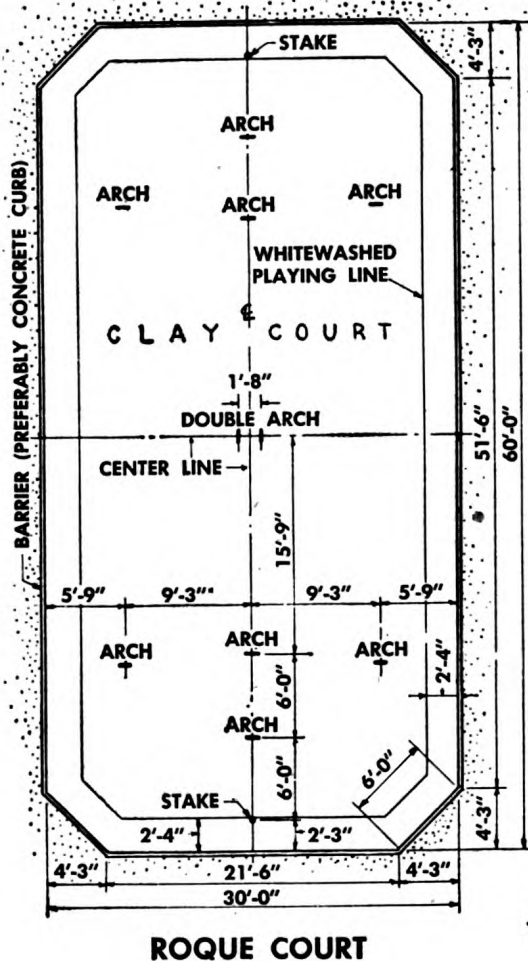 STAKE
4'-3"
ARCH
ARCH
ARCH
ARCH
WHITEWASHED
PLAYING LINE
℄
CLAY COURT
1'-8"
DOUBLE ARCH
CENTER LINE
BARRIER (PREFERABLY CONCRETE CURB)
51'-6"
60'-0"
15'-9"
5'-9"
9'-3"
9'-3"
5'-9"
ARCH
ARCH
ARCH
2'-4"
6'-0"
ARCH
6'-0"
6'-0"
STAKE
2'-4"
2'-3"
4'-3"
4'-3"
21'-6"
4'-3"
30'-0"
ROQUE COURT